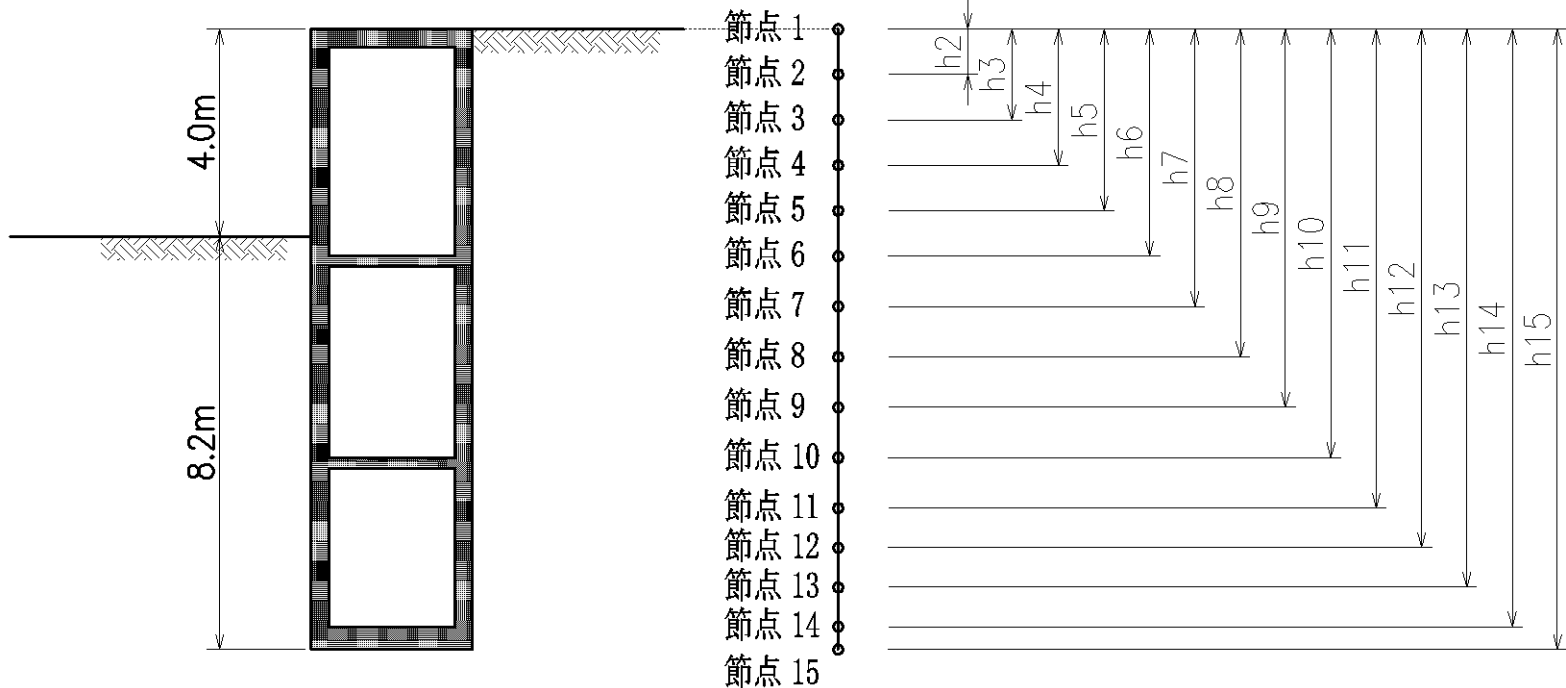 4.0m
8.2m
節点 1
節点 2
節点 3
節点 4
節点 5
節点 6
節点 7
節点 8
節点 9
節点 10
節点 11
節点 12
節点 13
節点 14
節点 15
h2
h3
h4
h5
h6
h7
h8
h9
h10
h11
h12
h13
h14
h15